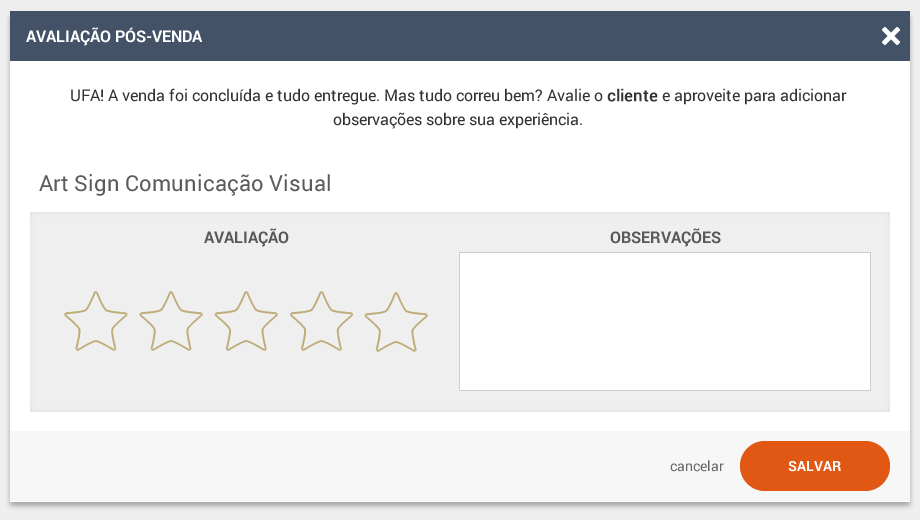 AVALIAÇÃO PÓS-VENDA
UFA! A venda foi concluída e tudo entregue. Mas tudo correu bem? Avalie o cliente e aproveite para adicionar
observações sobre sua experiência.
Art Sign Comunicação Visual
AVALIAÇÃO
OBSERVAÇÕES
cancelar
SALVAR